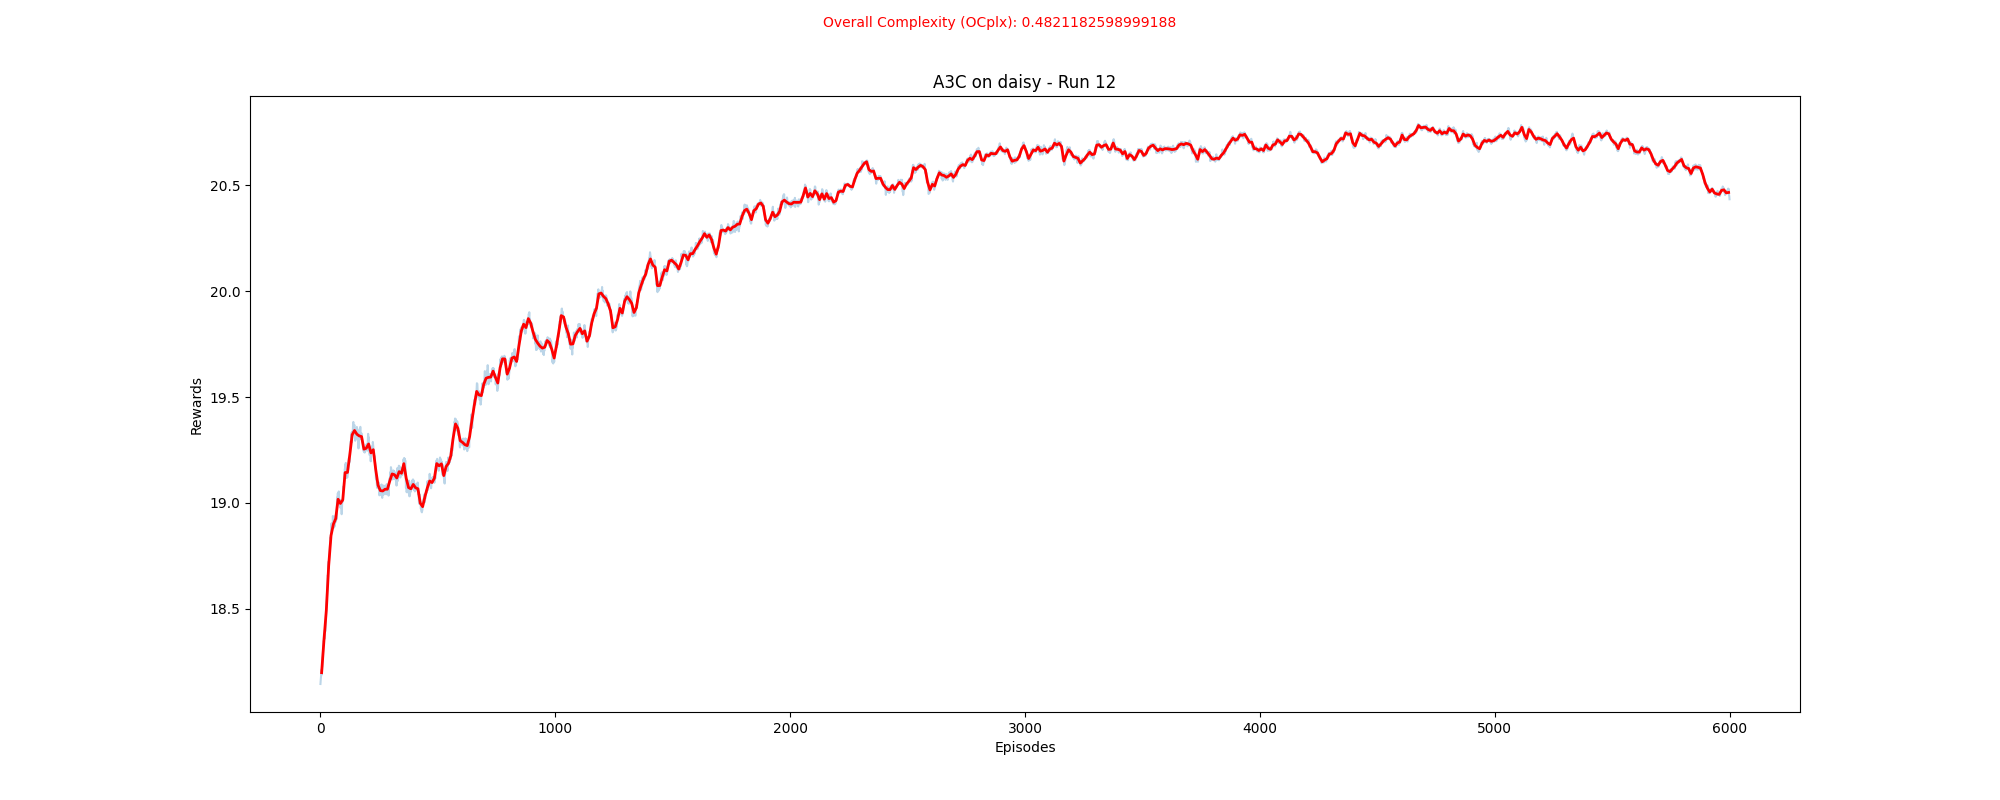 Overall Complexity (OCplx): 0.4821182598999188
A3C on daisy - Run 12
Rewards
20.5
20.0
19.5
19.0
18.5
0 1000 2000 3000 4000 5000 6000
Episodes